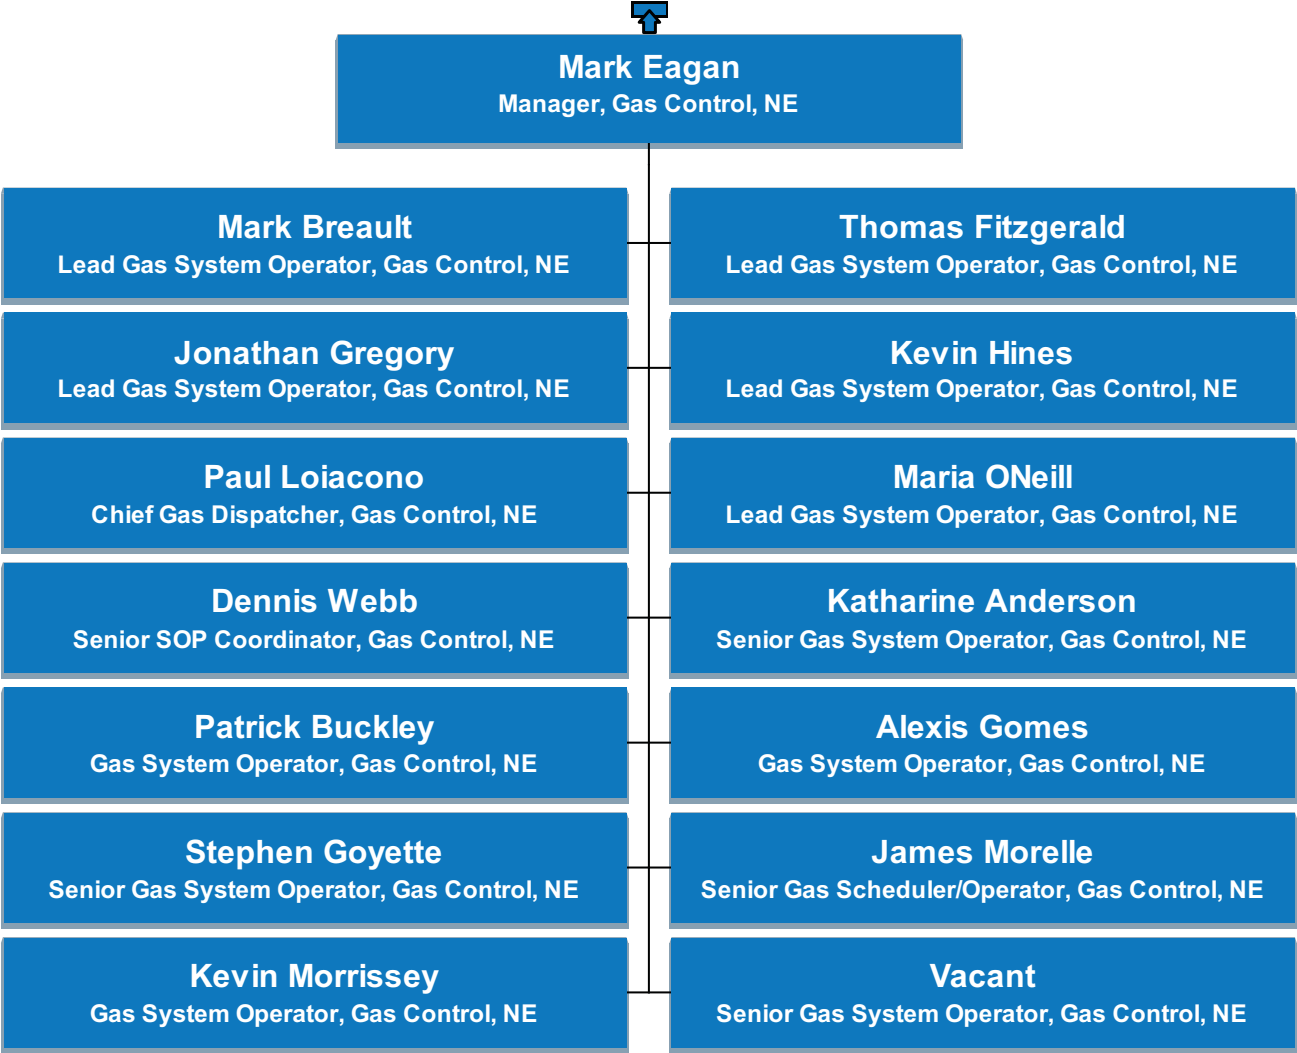 Mark Eagan
Manager, Gas Control, NE
Mark Breault
Lead Gas System Operator, Gas Control, NE
Thomas Fitzgerald
Lead Gas System Operator, Gas Control, NE
Jonathan Gregory
Lead Gas System Operator, Gas Control, NE
Kevin Hines
Lead Gas System Operator, Gas Control, NE
Paul Loiacono
Chief Gas Dispatcher, Gas Control, NE
Maria ONeill
Lead Gas System Operator, Gas Control, NE
Dennis Webb
Senior SOP Coordinator, Gas Control, NE
Katharine Anderson
Senior Gas System Operator, Gas Control, NE
Patrick Buckley
Gas System Operator, Gas Control, NE
Alexis Gomes
Gas System Operator, Gas Control, NE
Stephen Goyette
Senior Gas System Operator, Gas Control, NE
James Morelle
Senior Gas Scheduler/Operator, Gas Control, NE
Kevin Morrissey
Gas System Operator, Gas Control, NE
Vacant
Senior Gas System Operator, Gas Control, NE